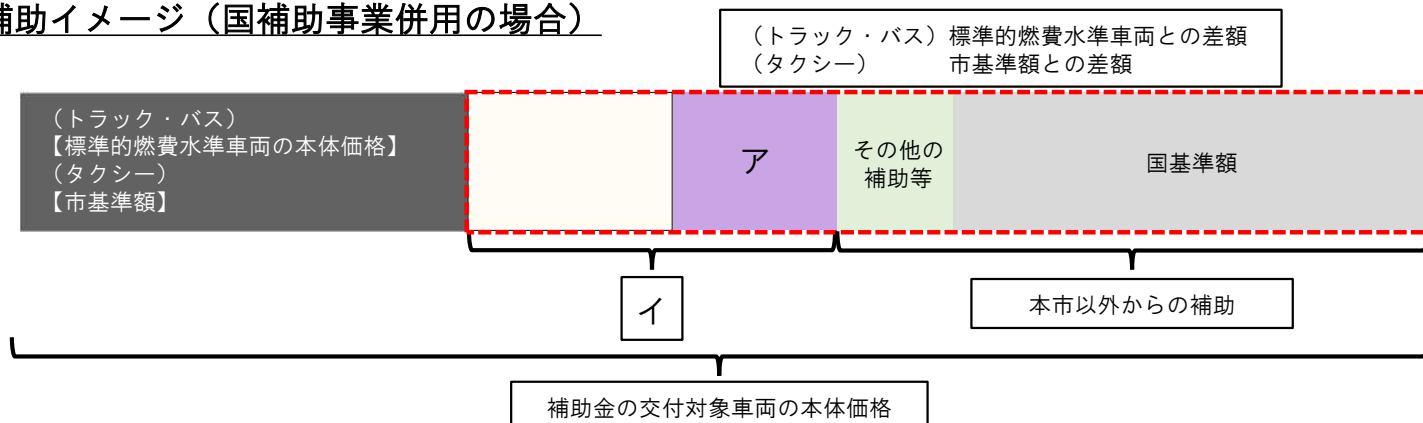 補助イメージ（国補助事業併用の場合）
（トラック・バス）標準的燃費水準車両との差額
（タクシー）　　　市基準額との差額
（トラック・バス）
【標準的燃費水準車両の本体価格】
（タクシー）
【市基準額】
ア
その他の
補助等
国基準額
イ
本市以外からの補助
補助金の交付対象車両の本体価格